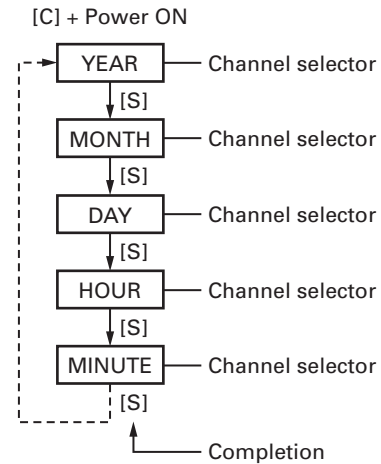 [C] + Power ON
YEAR Channel selector
[S]
MONTH Channel selector
[S]
DAY Channel selector
[S]
HOUR Channel selector
[S]
MINUTE Channel selector
[S]
Completion